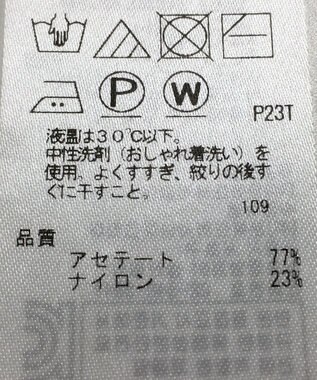 P W
P23T
液温は30℃以下。
中性洗剤（おしゃれ着洗い）を
使用、よくすすぎ、絞りの後す
ぐに干すこと。
109
品質
アセテート 77%
ナイロン 23%